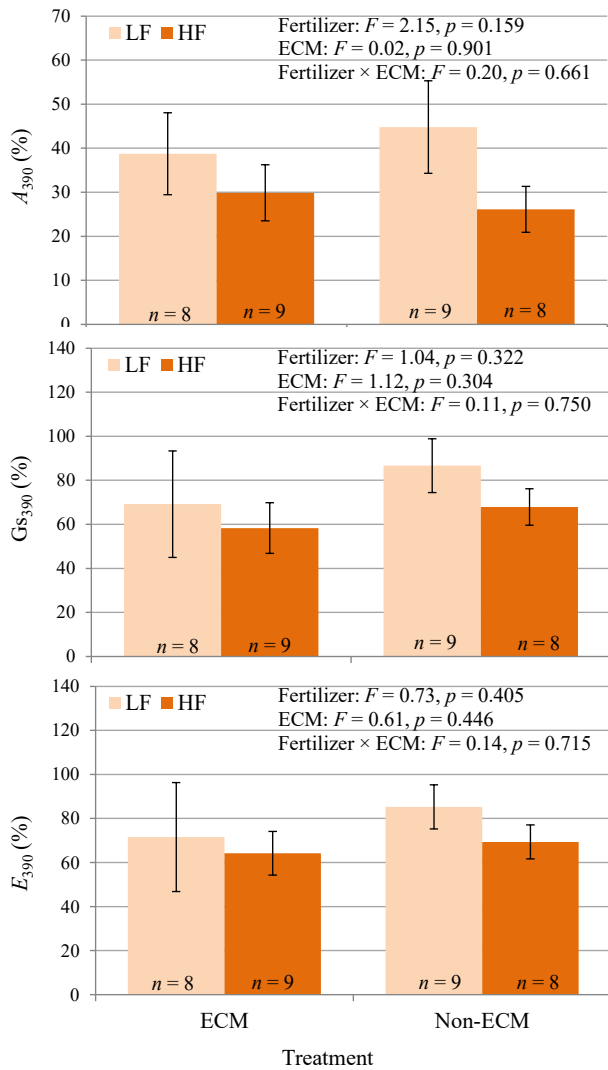 LF HF
Fertilizer: F = 2.15, p = 0.159
ECM: F = 0.02, p = 0.901
Fertilizer × ECM: F = 0.20, p = 0.661
70
60
50
40
30
20
10
0
A390 (%)
n = 8 n = 9 n = 9 n = 8
LF HF
Fertilizer: F = 1.04, p = 0.322
ECM: F = 1.12, p = 0.304
Fertilizer × ECM: F = 0.11, p = 0.750
140
120
100
80
60
40
20
0
Gs390 (%)
n = 8 n = 9 n = 9 n = 8
LF HF
Fertilizer: F = 0.73, p = 0.405
ECM: F = 0.61, p = 0.446
Fertilizer × ECM: F = 0.14, p = 0.715
140
120
100
80
60
40
20
0
E390 (%)
n = 8 n = 9 n = 9 n = 8
ECM Non-ECM
Treatment